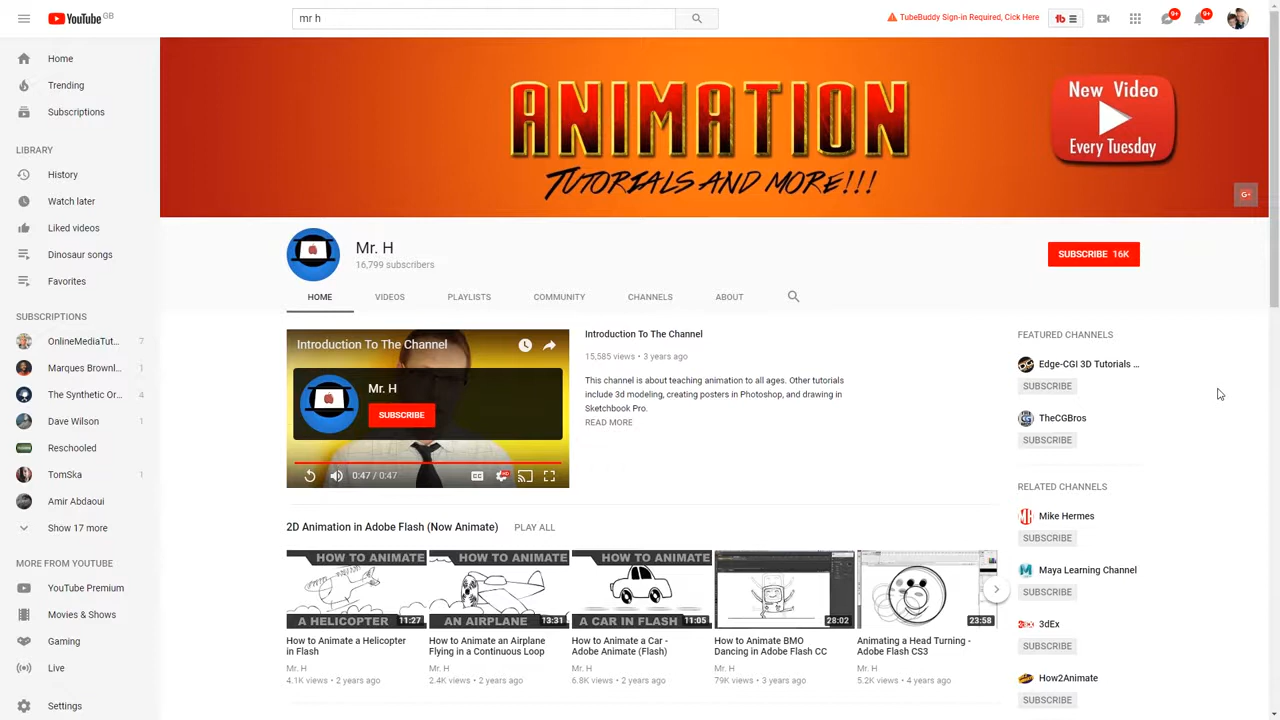 YouTube GB
mr h
TubeBuddy Sign-in Required, Click Here
tb
9+
9+
Home
Trending
Subscriptions
LIBRARY
History
Watch later
Liked videos
Dinosaur songs
Favorites
SUBSCRIPTIONS
OnlineMediaTut... 7
Marques Brownl... 1
The Synthetic Or... 4
Dave Wilson 1
Reschooled
TomSka 1
Amir Abdaoui
Show 17 more
MORE FROM YOUTUBE
YouTube Premium
Movies & Shows
Gaming
Live
Settings
ANIMATION
TUTORIALS AND MORE!!!
New Video
Every Tuesday
G+
Mr. H
16,799 subscribers
SUBSCRIBE 16K
HOME VIDEOS PLAYLISTS COMMUNITY CHANNELS ABOUT
Introduction To The Channel
Mr. H
SUBSCRIBE
0:47 / 0:47
CC
HD
Introduction To The Channel
15,585 views • 3 years ago
This channel is about teaching animation to all ages. Other tutorials
include 3d modeling, creating posters in Photoshop, and drawing in
Sketchbook Pro.
READ MORE
2D Animation in Adobe Flash (Now Animate) PLAY ALL
HOW TO ANIMATE
A HELICOPTER
11:27
How to Animate a Helicopter
in Flash
Mr. H
4.1K views • 2 years ago
HOW TO ANIMATE
AN AIRPLANE
13:31
How to Animate an Airplane
Flying in a Continuous Loop
Mr. H
2.4K views • 2 years ago
HOW TO ANIMATE
A CAR IN FLASH
11:05
How to Animate a Car -
Adobe Animate (Flash)
Mr. H
6.8K views • 2 years ago
28:02
How to Animate BMO
Dancing in Adobe Flash CC
Mr. H
79K views • 3 years ago
23:58
Animating a Head Turning -
Adobe Flash CS3
Mr. H
5.2K views • 4 years ago
FEATURED CHANNELS
Edge-CGI 3D Tutorials ...
SUBSCRIBE
TheCGBros
SUBSCRIBE
RELATED CHANNELS
Mike Hermes
SUBSCRIBE
Maya Learning Channel
SUBSCRIBE
3dEx
SUBSCRIBE
How2Animate
SUBSCRIBE